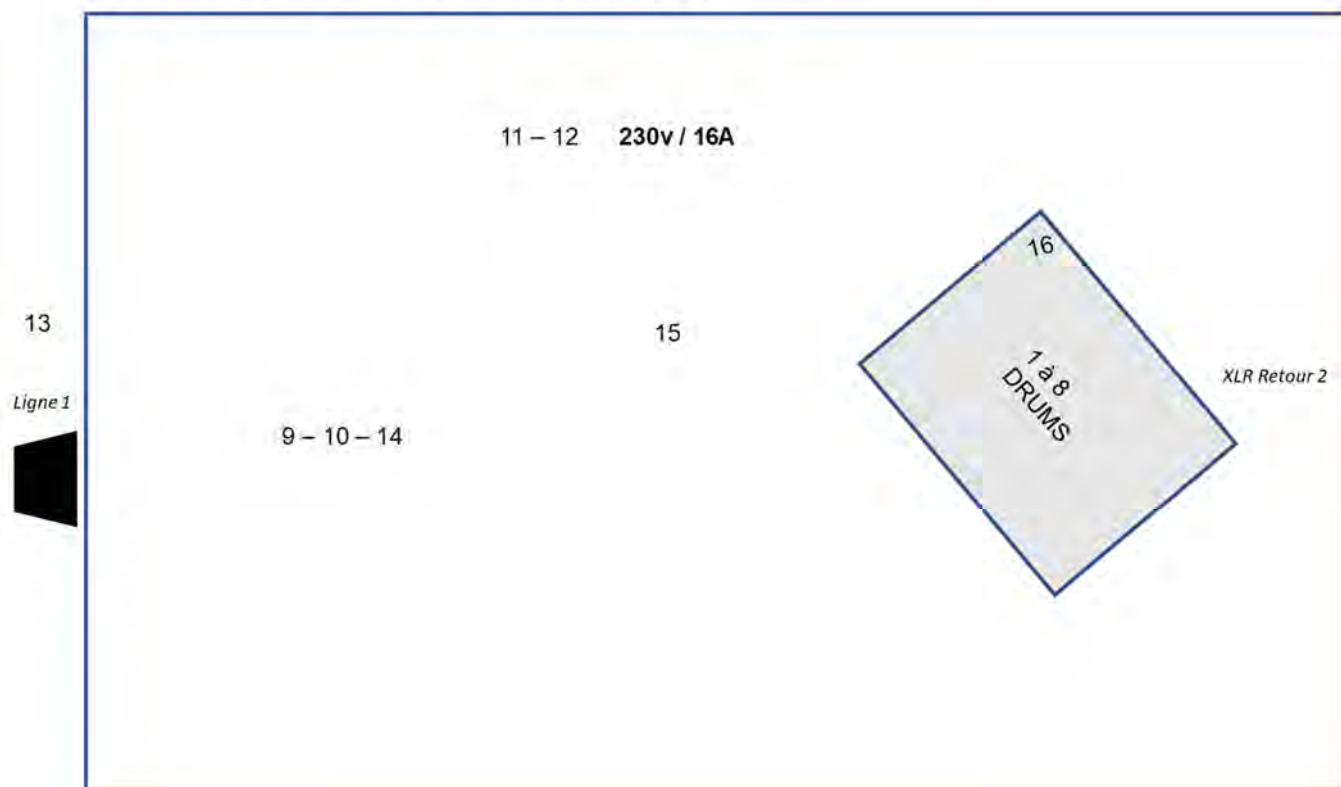 11 – 12 230v / 16A
16
13
15
1 à 8
DRUMS
XLR Retour 2
Ligne 1
9 – 10 – 14